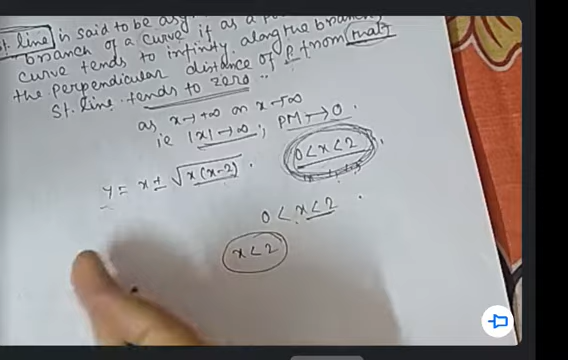 St. line is said to be asy
branch of a curve if as a po
curve tends to infinity along the branch
the perpendicular distance of P from that
St. line tends to zero.
as x→+∞ or x→-∞
ie |x|→∞, PM→0.
0<x<2
y = x ± √x(x-2).
0 < x < 2.
x<2